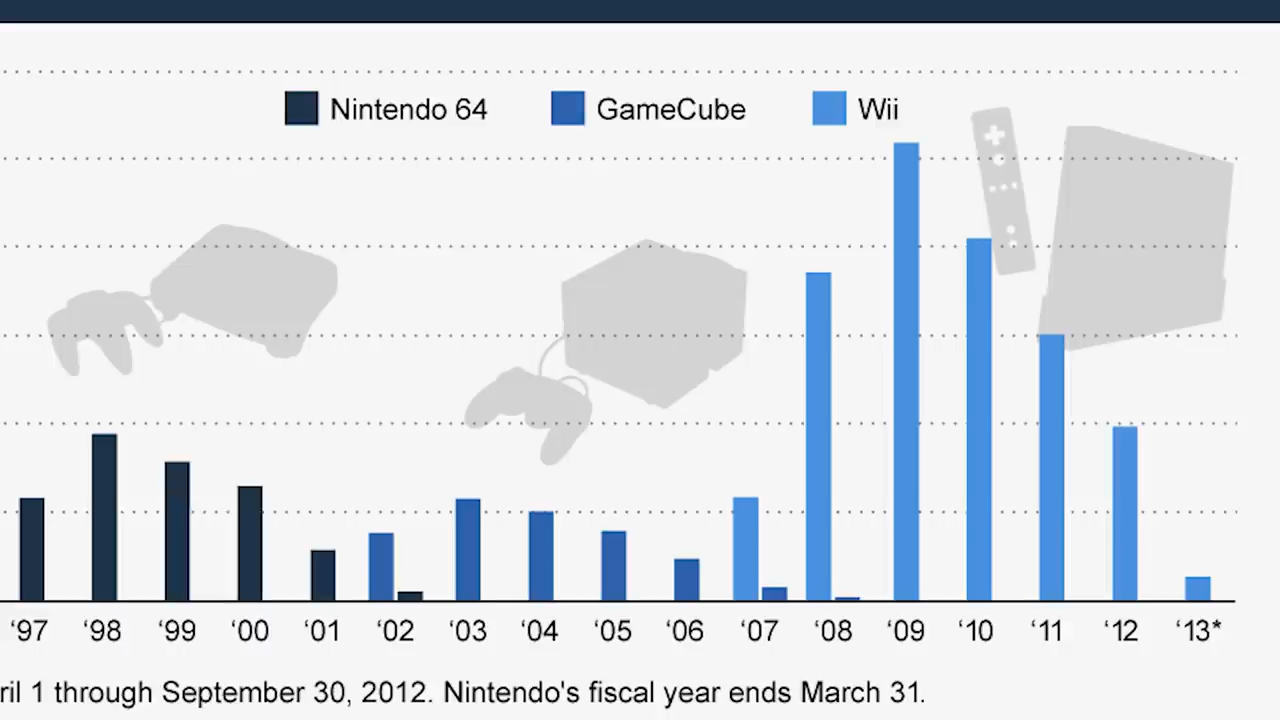 Nintendo 64 GameCube Wii
‘97 ‘98 ‘99 ‘00 ‘01 ‘02 ‘03 ‘04 ‘05 ‘06 ‘07 ‘08 ‘09 ‘10 ‘11 ‘12 ‘13*
ril 1 through September 30, 2012. Nintendo's fiscal year ends March 31.